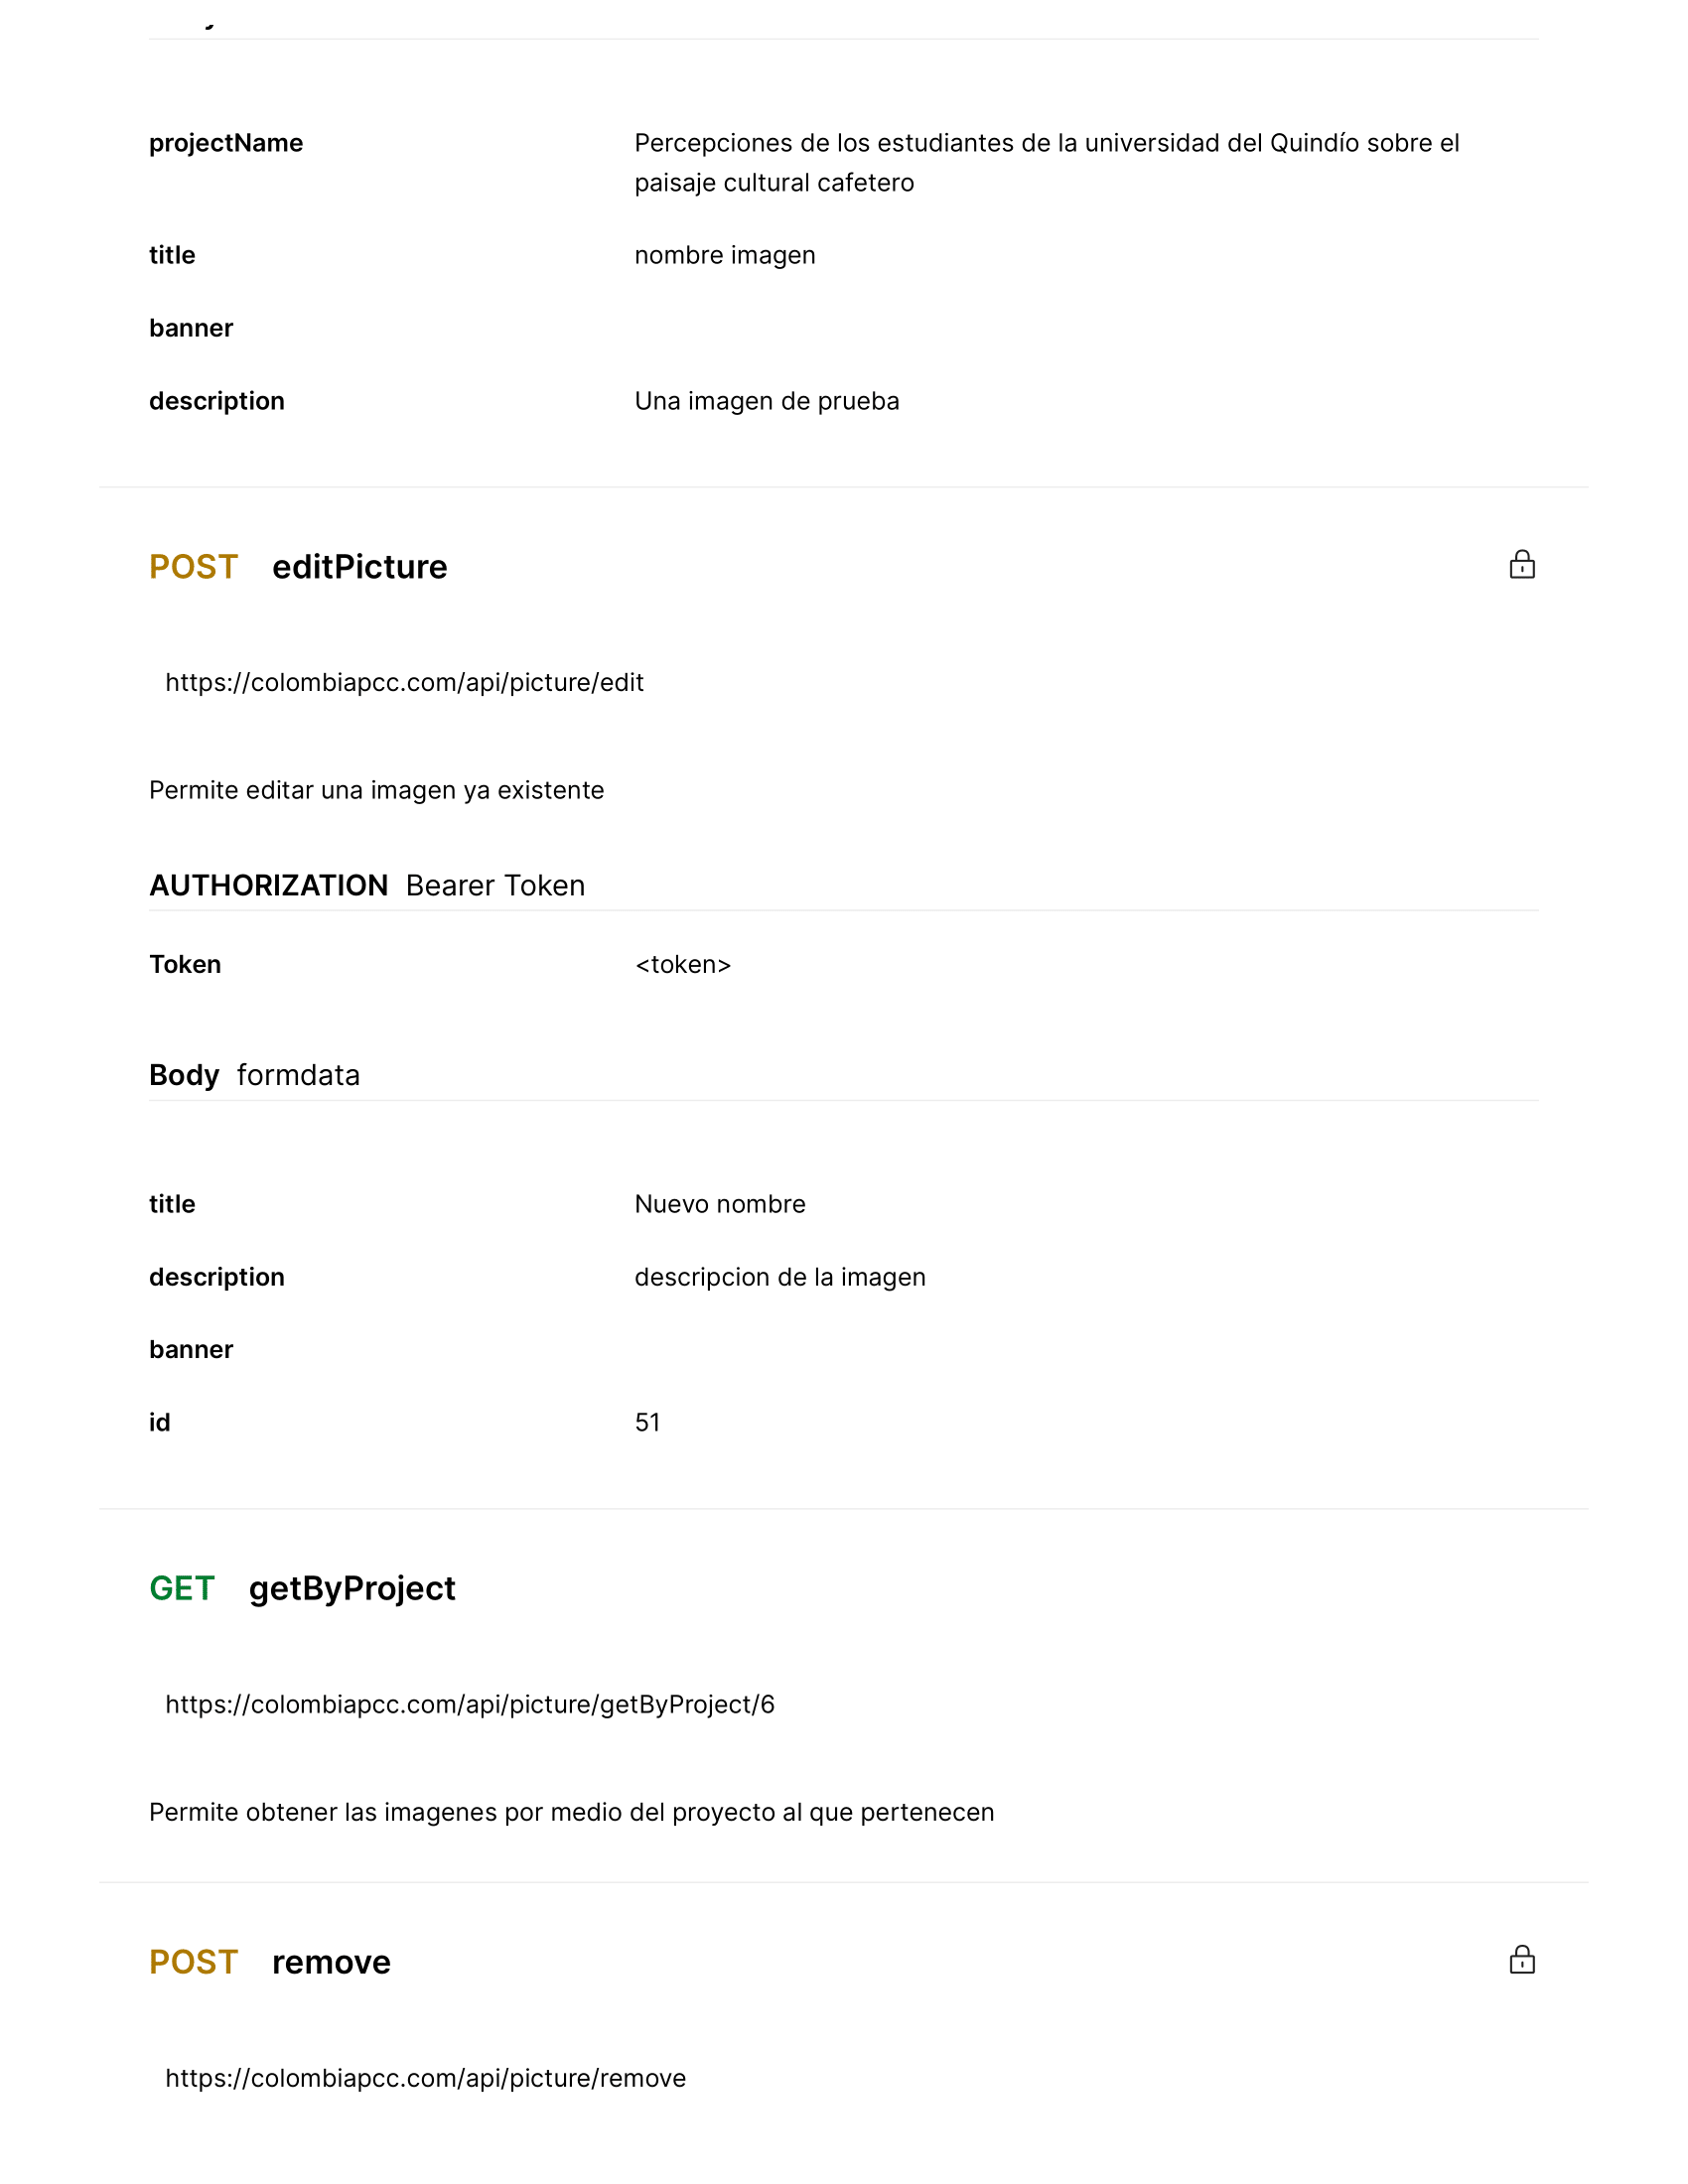 projectName Percepciones de los estudiantes de la universidad del Quindío sobre el
paisaje cultural cafetero
title nombre imagen
banner
description Una imagen de prueba
POST editPicture
https://colombiapcc.com/api/picture/edit
Permite editar una imagen ya existente
AUTHORIZATION Bearer Token
Token <token>
Body formdata
title Nuevo nombre
description descripcion de la imagen
banner
id 51
GET getByProject
https://colombiapcc.com/api/picture/getByProject/6
Permite obtener las imagenes por medio del proyecto al que pertenecen
POST remove
https://colombiapcc.com/api/picture/remove